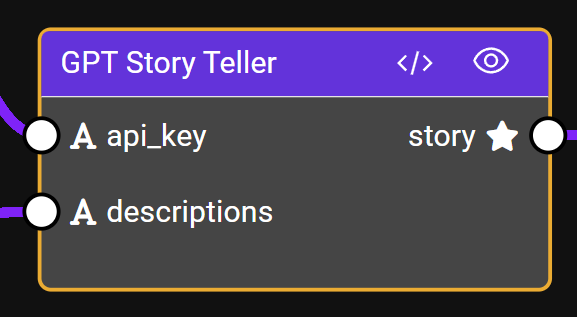 GPT Story Teller </>
A api_key story
A descriptions